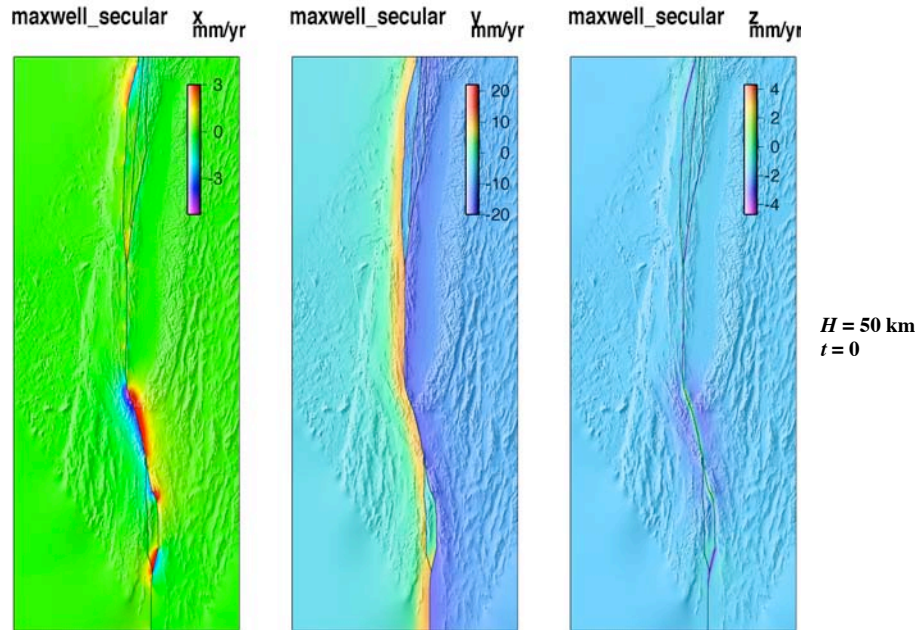 maxwell_secular x
mm/yr
3
0
-3
maxwell_secular y
mm/yr
20
10
0
-10
-20
maxwell_secular z
mm/yr
4
2
0
-2
-4
H = 50 km
t = 0